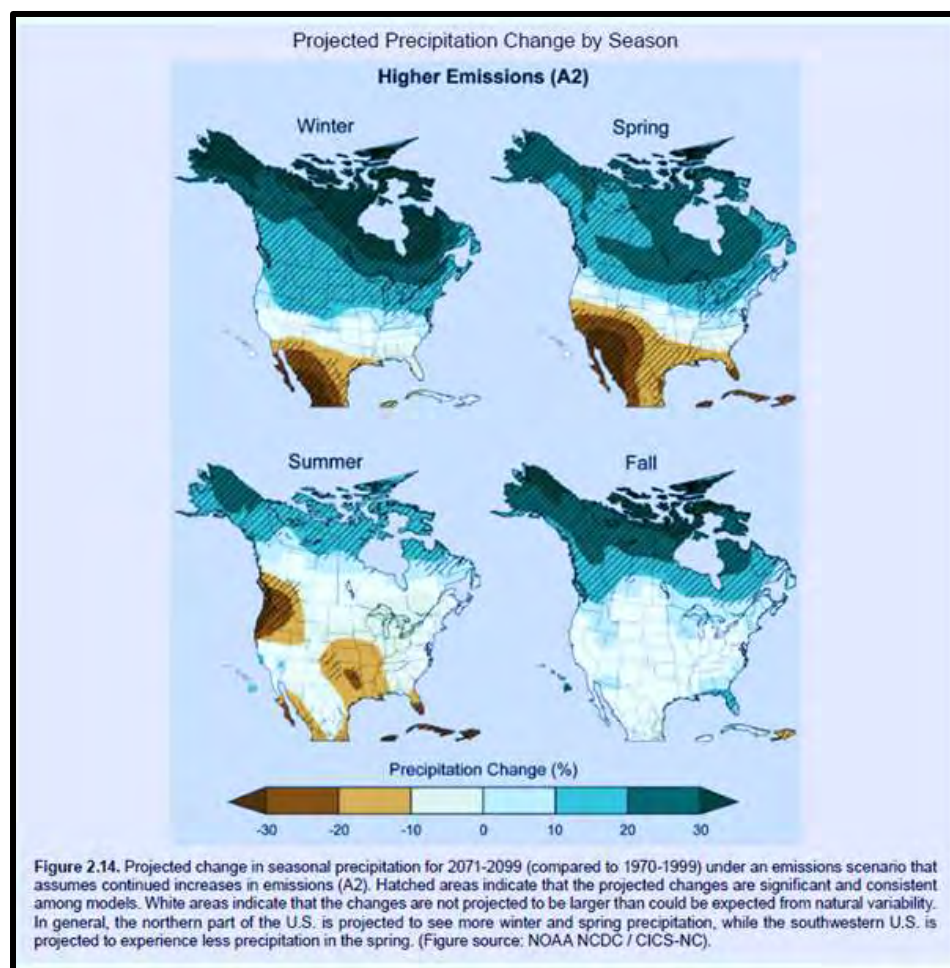 Projected Precipitation Change by Season
Higher Emissions (A2)
Winter
Spring
Summer
Fall
Precipitation Change (%)
-30 -20 -10 0 10 20 30
Figure 2.14. Projected change in seasonal precipitation for 2071-2099 (compared to 1970-1999) under an emissions scenario that
assumes continued increases in emissions (A2). Hatched areas indicate that the projected changes are significant and consistent
among models. White areas indicate that the changes are not projected to be larger than could be expected from natural variability.
In general, the northern part of the U.S. is projected to see more winter and spring precipitation, while the southwestern U.S. is
projected to experience less precipitation in the spring. (Figure source: NOAA NCDC / CICS-NC).